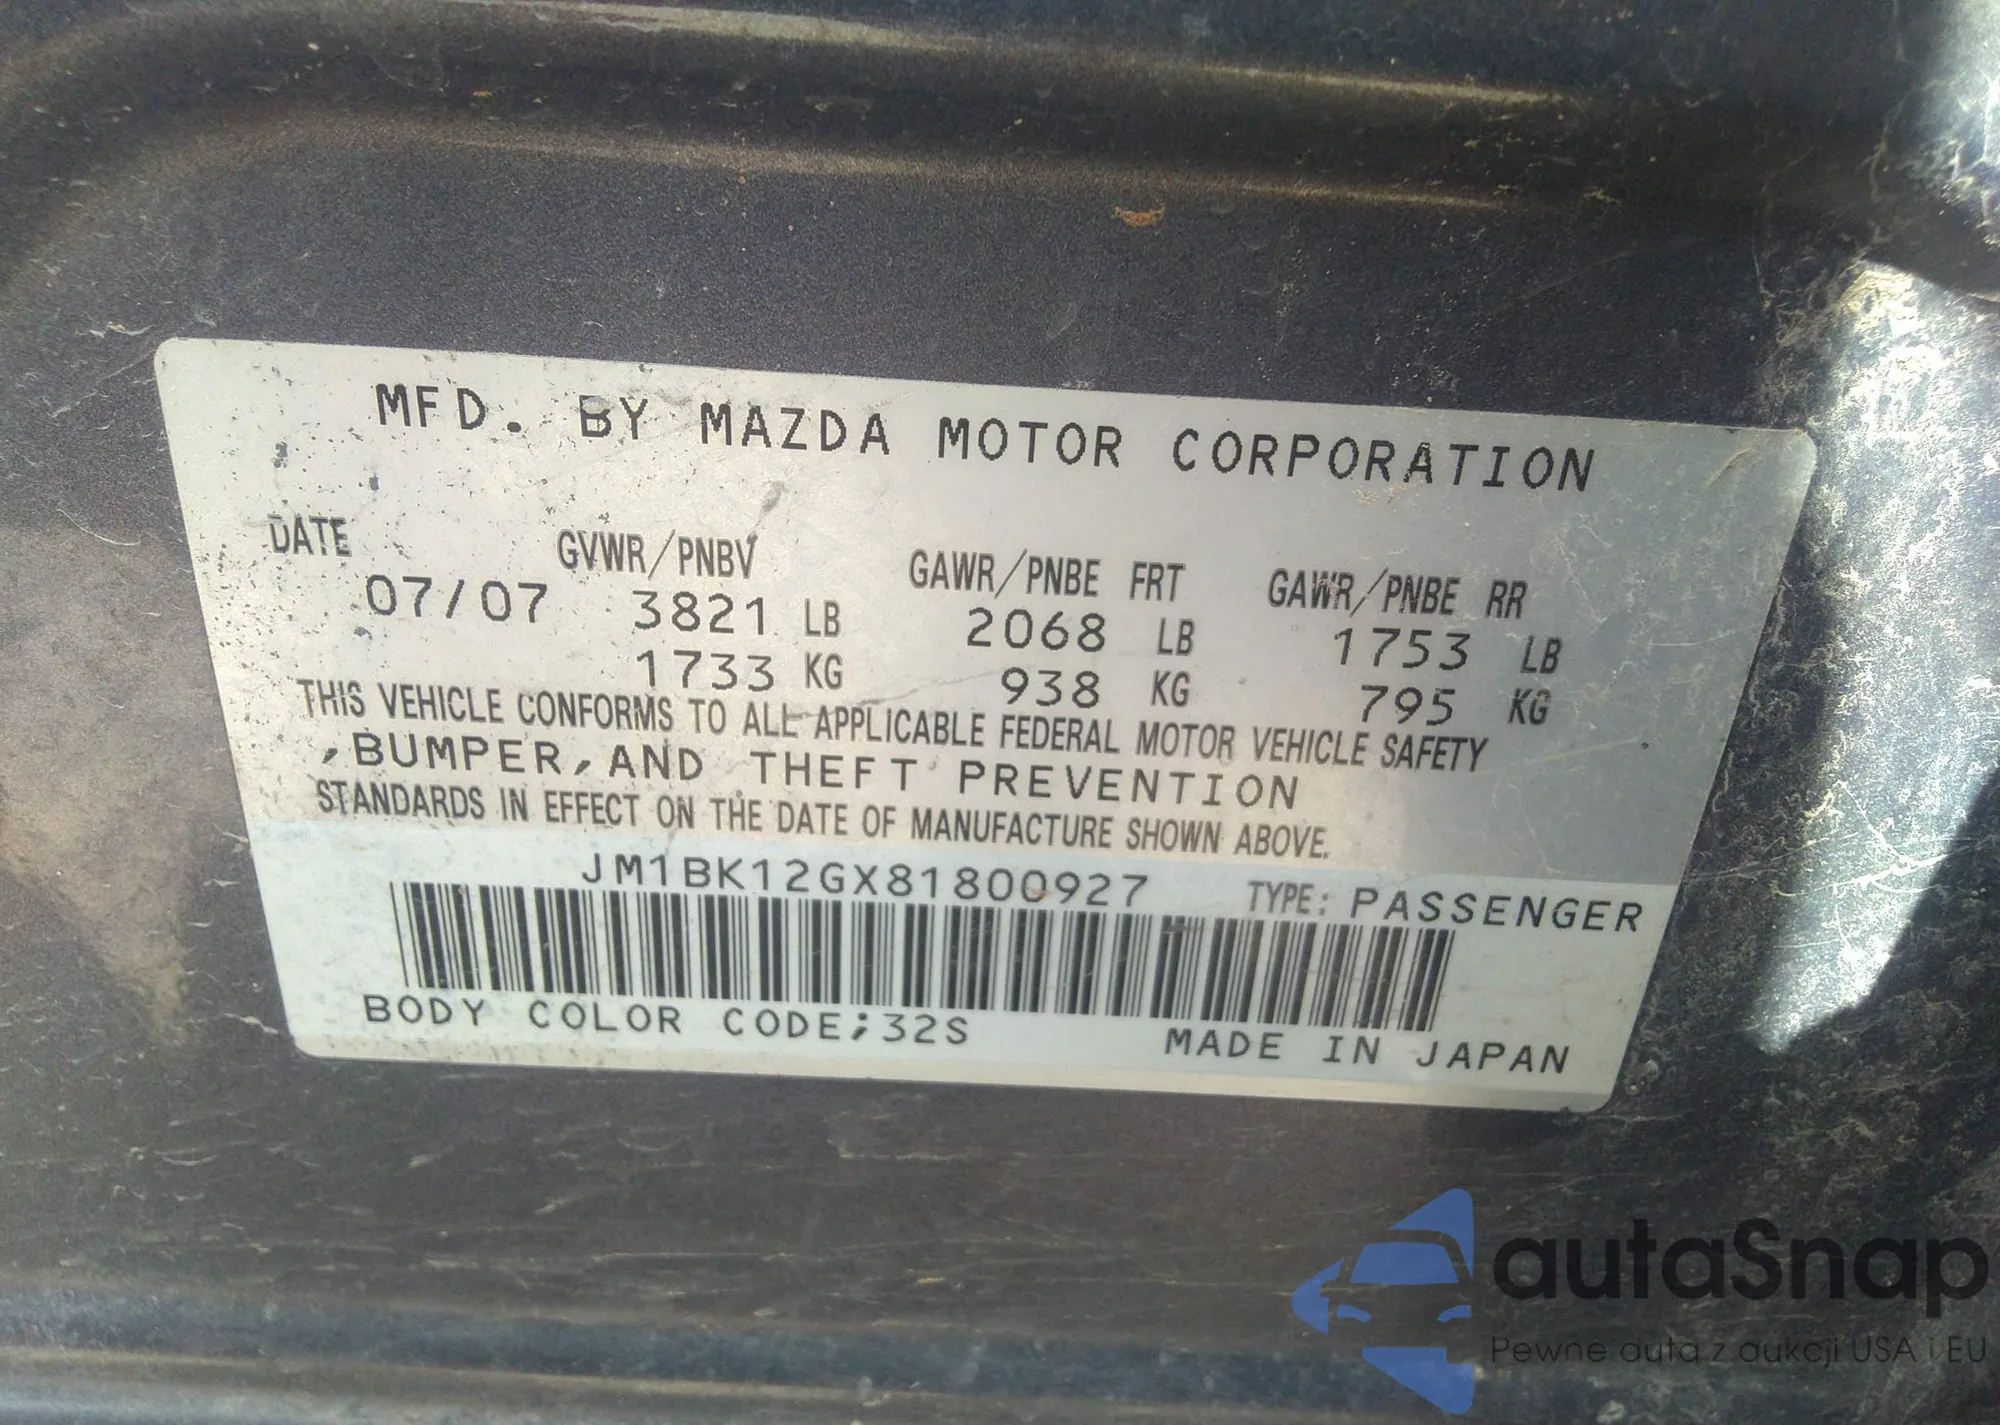 MFD. BY MAZDA MOTOR CORPORATION
DATE GVWR/PNBV GAWR/PNBE FRT GAWR/PNBE RR
07/07 3821 LB 2068 LB 1753 LB
1733 KG 938 KG 795 KG
THIS VEHICLE CONFORMS TO ALL APPLICABLE FEDERAL MOTOR VEHICLE SAFETY
,BUMPER,AND THEFT PREVENTION
STANDARDS IN EFFECT ON THE DATE OF MANUFACTURE SHOWN ABOVE.
JM1BK12GX81800927 TYPE: PASSENGER
BODY COLOR CODE;32S MADE IN JAPAN
autaSnap
Pewne auta z aukcji USA i EU